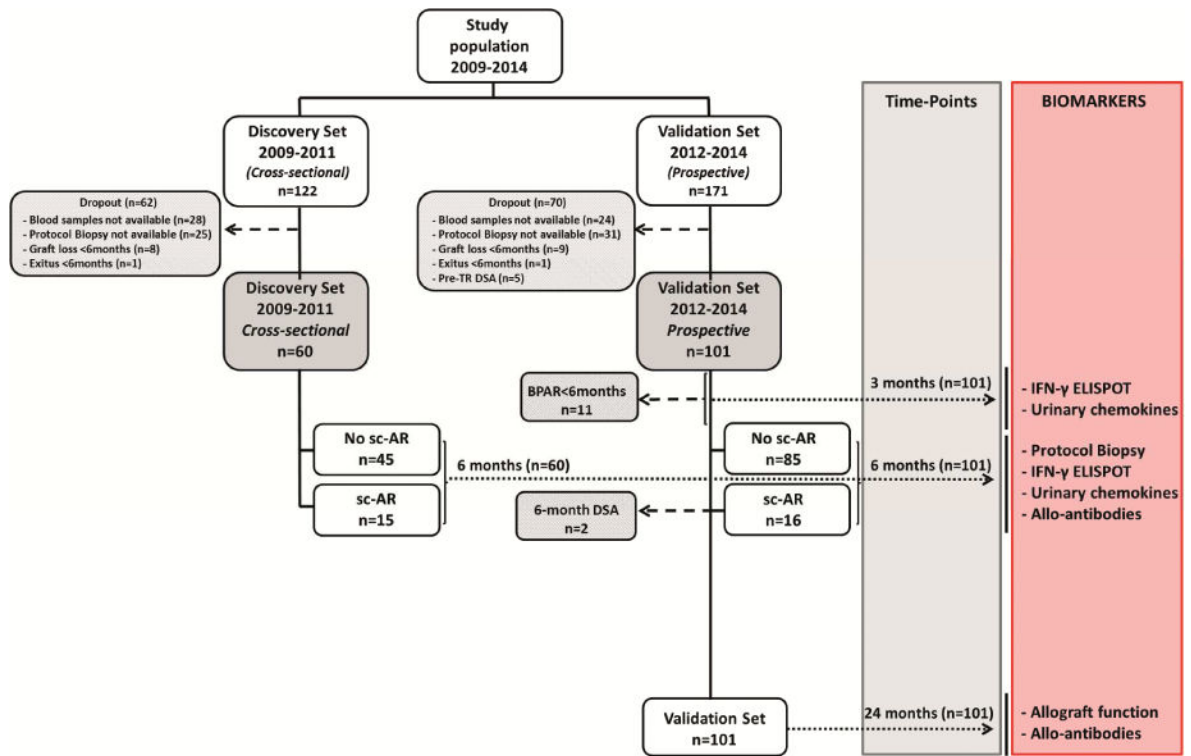 Study
population
2009-2014
Time-Points
BIOMARKERS
Discovery Set
2009-2011
(Cross-sectional)
n=122
Validation Set
2012-2014
(Prospective)
n=171
Dropout (n=62)
- Blood samples not available (n=28)
- Protocol Biopsy not available (n=25)
- Graft loss <6months (n=8)
- Exitus <6months (n=1)
Dropout (n=70)
- Blood samples not available (n=24)
- Protocol Biopsy not available (n=31)
- Graft loss <6months (n=9)
- Exitus <6months (n=1)
- Pre-TR DSA (n=5)
Discovery Set
2009-2011
Cross-sectional
n=60
Validation Set
2012-2014
Prospective
n=101
BPAR<6months
n=11
3 months (n=101)
- IFN-γ ELISPOT
- Urinary chemokines
No sc-AR
n=45
sc-AR
n=15
6 months (n=60)
No sc-AR
n=85
sc-AR
n=16
6-month DSA
n=2
6 months (n=101)
- Protocol Biopsy
- IFN-γ ELISPOT
- Urinary chemokines
- Allo-antibodies
Validation Set
n=101
24 months (n=101)
- Allograft function
- Allo-antibodies